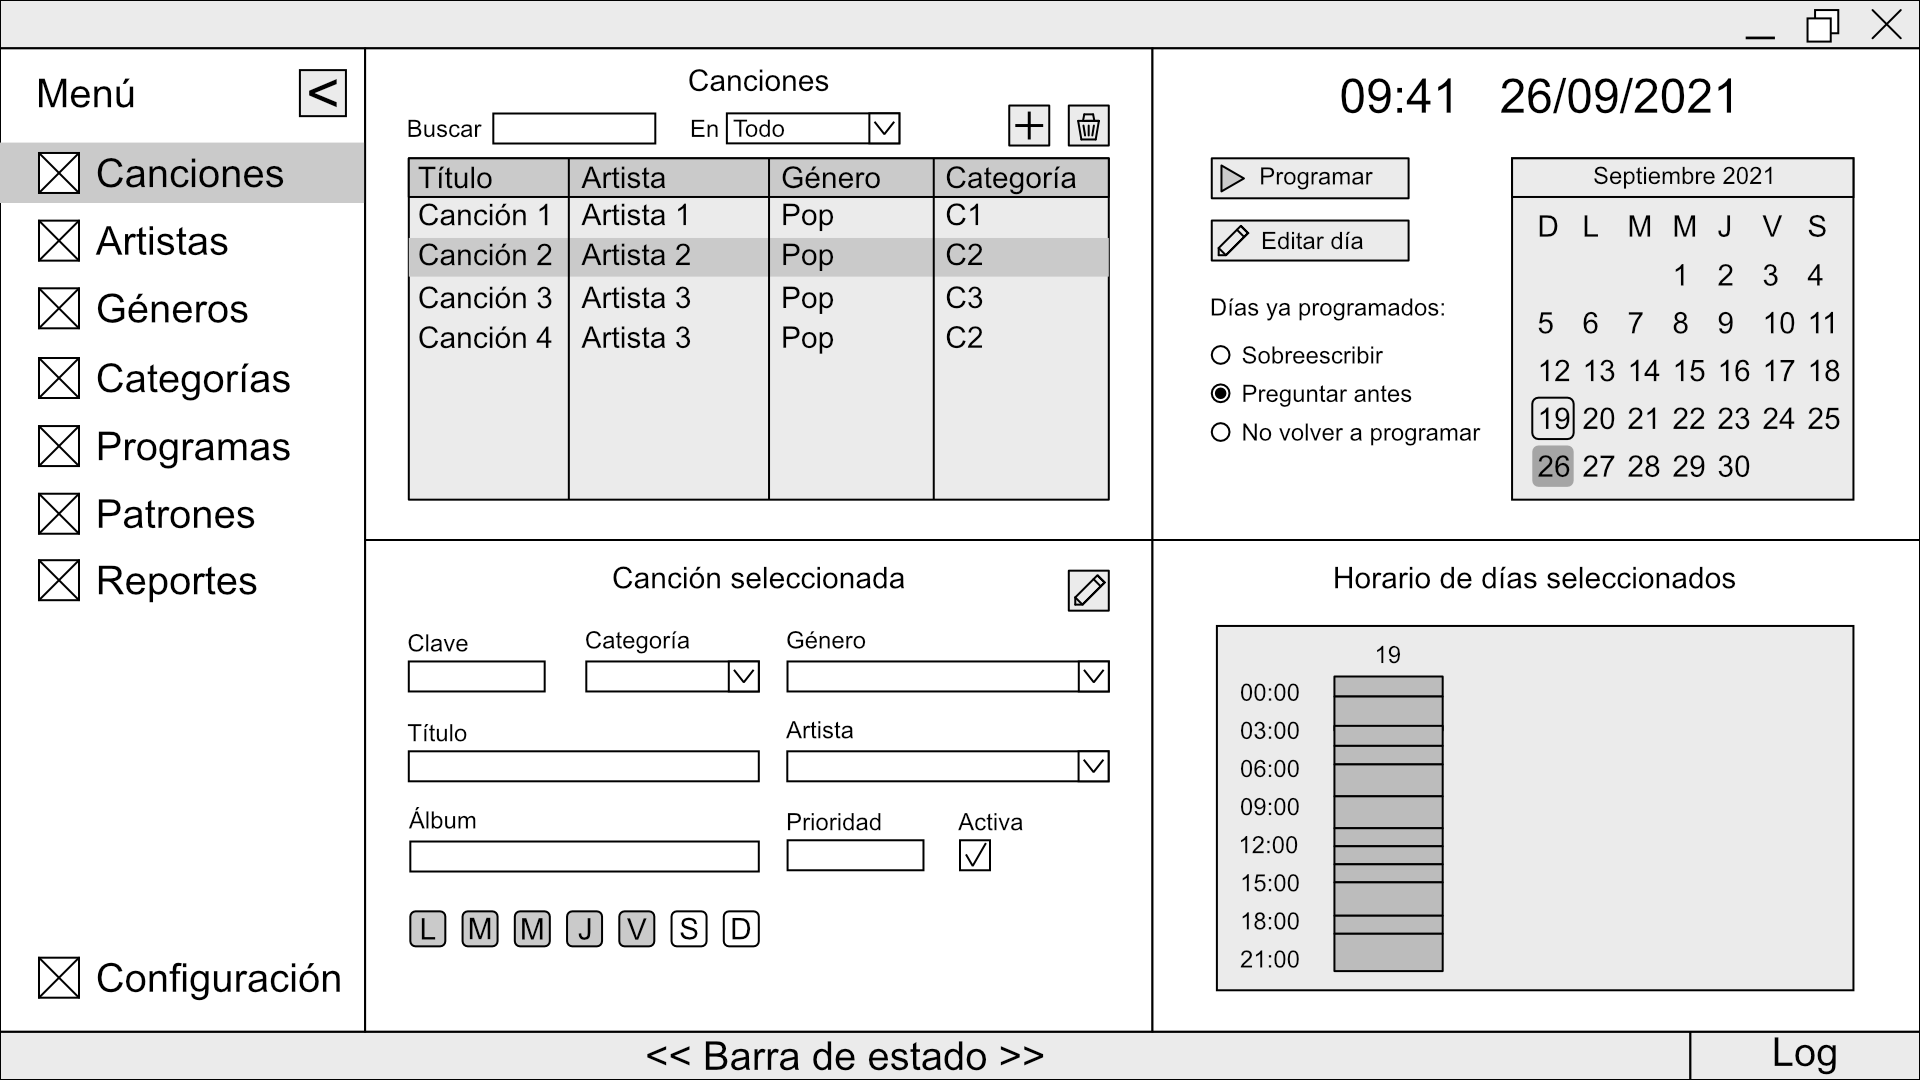 Menú <
Canciones
Artistas
Géneros
Categorías
Programas
Patrones
Reportes
Configuración
Canciones
Buscar En Todo
Título Artista Género Categoría
Canción 1 Artista 1 Pop C1
Canción 2 Artista 2 Pop C2
Canción 3 Artista 3 Pop C3
Canción 4 Artista 3 Pop C2
09:41 26/09/2021
Programar
Editar día
Días ya programados:
Sobreescribir
Preguntar antes
No volver a programar
Septiembre 2021
D L M M J V S
1 2 3 4
5 6 7 8 9 10 11
12 13 14 15 16 17 18
19 20 21 22 23 24 25
26 27 28 29 30
Canción seleccionada
Clave Categoría Género
Título Artista
Álbum Prioridad Activa
L M M J V S D
Horario de días seleccionados
19
00:00
03:00
06:00
09:00
12:00
15:00
18:00
21:00
<< Barra de estado >> Log